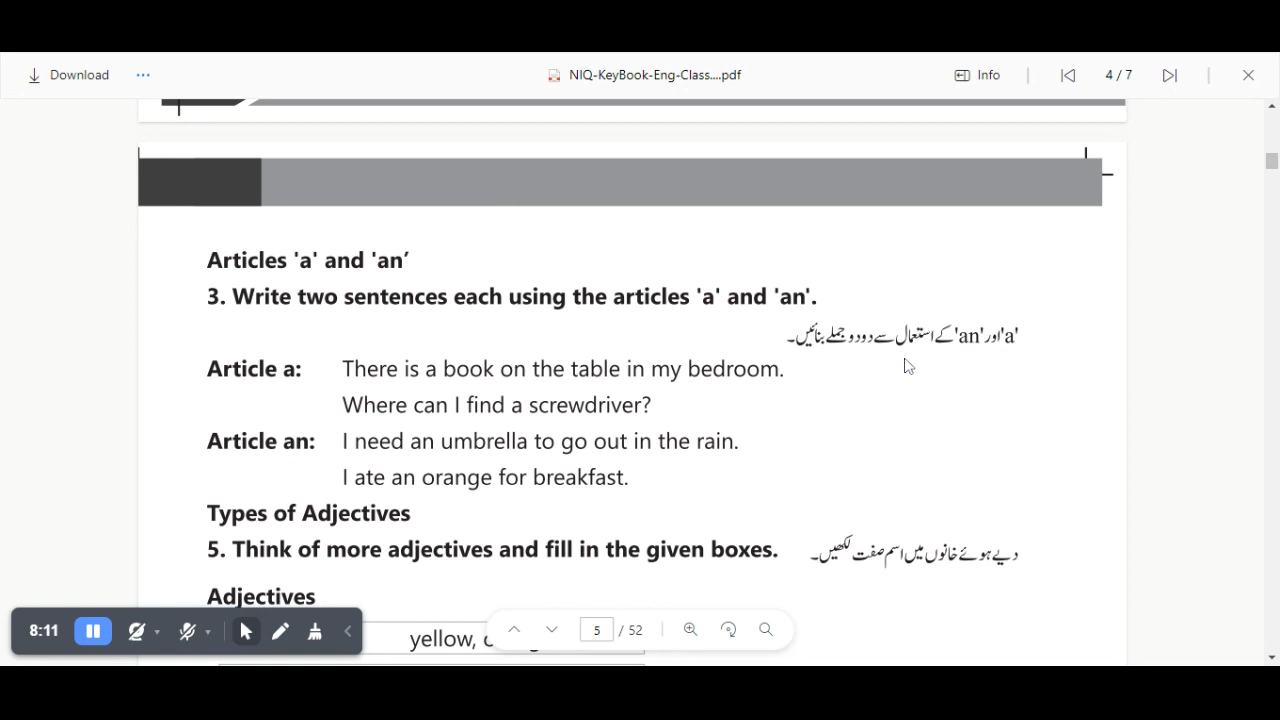 Download
NIQ-KeyBook-Eng-Class....pdf
Info
4 / 7
Articles 'a' and 'an’
3. Write two sentences each using the articles 'a' and 'an'.
'a' اور 'an' کے استعمال سے دو دو جملے بنائیں۔
Article a: There is a book on the table in my bedroom.
Where can I find a screwdriver?
Article an: I need an umbrella to go out in the rain.
I ate an orange for breakfast.
Types of Adjectives
5. Think of more adjectives and fill in the given boxes.
دیے ہوئے خانوں میں اسم صفت لکھیں۔
Adjectives
yellow,
8:11
5 / 52